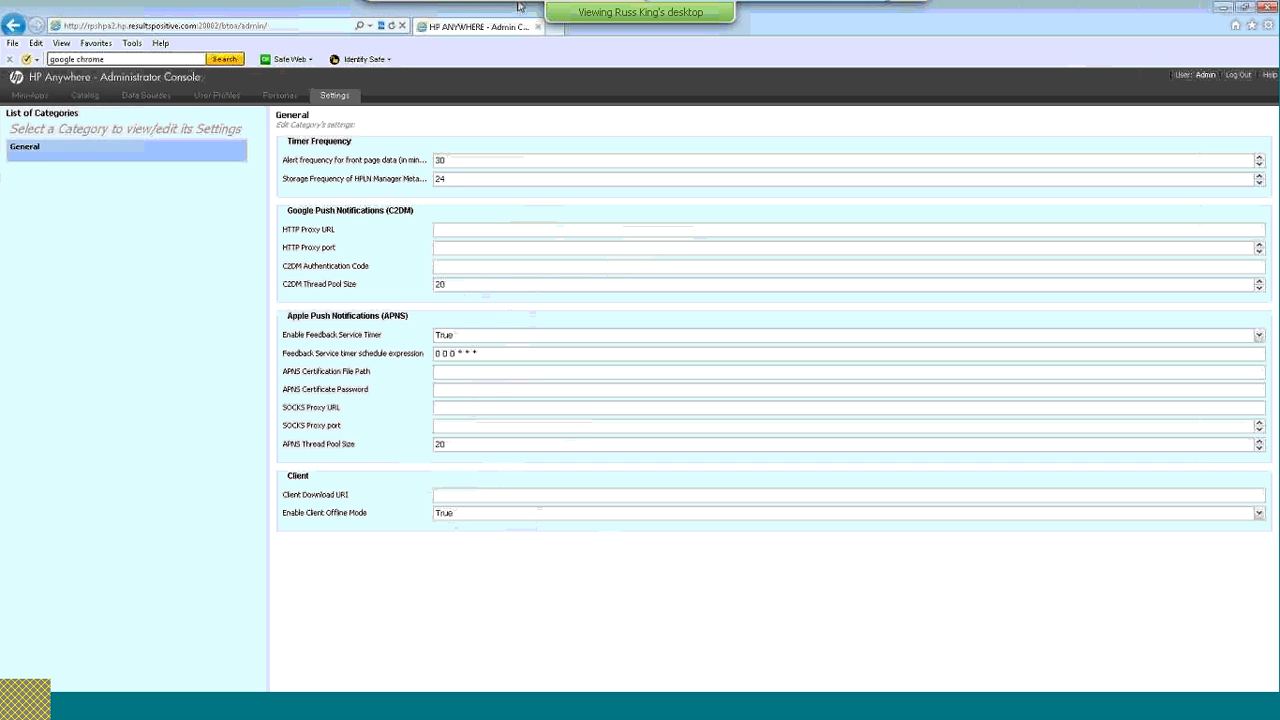 Viewing Russ King's desktop
http://rpshpa2.hp.resultspositive.com:20002/btoa/admin/
HP ANYWHERE - Admin C...
File Edit View Favorites Tools Help
google chrome Search Safe Web Identity Safe
hp HP Anywhere - Administrator Console
User: Admin Log Out Help
Mini-Apps Catalog Data Sources User Profiles Personas Settings
List of Categories
Select a Category to view/edit its Settings
General
General
Edit Category's settings:
Timer Frequency
Alert frequency for front page data (in min... 30
Storage Frequency of HPLN Manager Meta... 24
Google Push Notifications (C2DM)
HTTP Proxy URL
HTTP Proxy port
C2DM Authentication Code
C2DM Thread Pool Size 20
Apple Push Notifications (APNS)
Enable Feedback Service Timer True
Feedback Service timer schedule expression 0 0 0 * * *
APNS Certification File Path
APNS Certificate Password
SOCKS Proxy URL
SOCKS Proxy port
APNS Thread Pool Size 20
Client
Client Download URI
Enable Client Offline Mode True